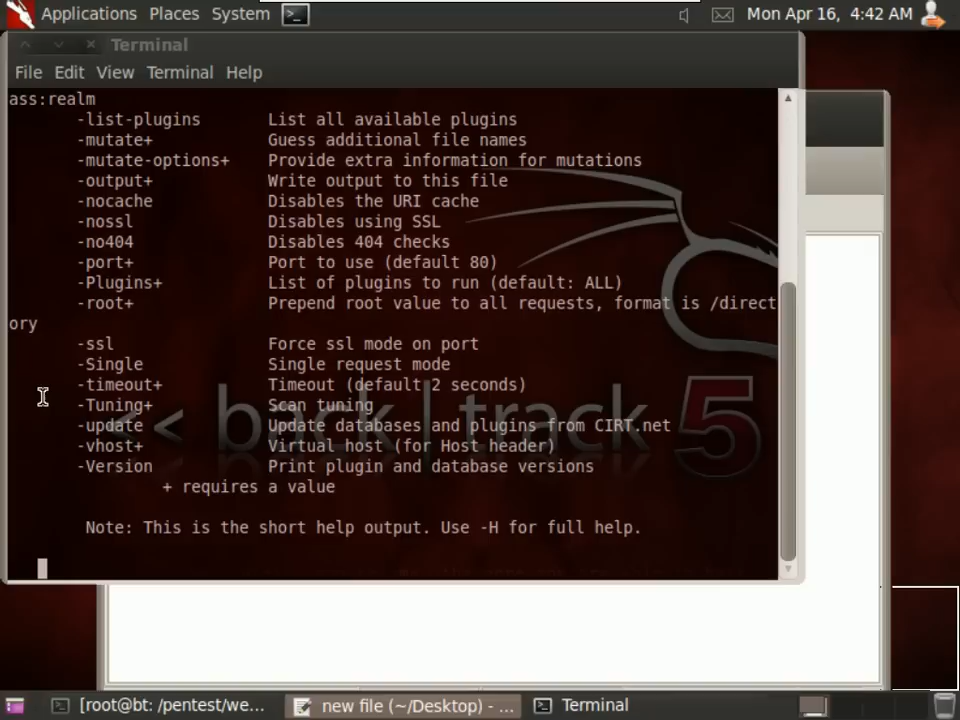 Applications Places System Mon Apr 16, 4:42 AM
Terminal
File Edit View Terminal Help
ass:realm
-list-plugins List all available plugins
-mutate+ Guess additional file names
-mutate-options+ Provide extra information for mutations
-output+ Write output to this file
-nocache Disables the URI cache
-nossl Disables using SSL
-no404 Disables 404 checks
-port+ Port to use (default 80)
-Plugins+ List of plugins to run (default: ALL)
-root+ Prepend root value to all requests, format is /direct
ory
-ssl Force ssl mode on port
-Single Single request mode
-timeout+ Timeout (default 2 seconds)
-Tuning+ Scan tuning
-update Update databases and plugins from CIRT.net
-vhost+ Virtual host (for Host header)
-Version Print plugin and database versions
+ requires a value
Note: This is the short help output. Use -H for full help.
<< back | track 5
[root@bt: /pentest/we... new file (~/Desktop) - ... Terminal